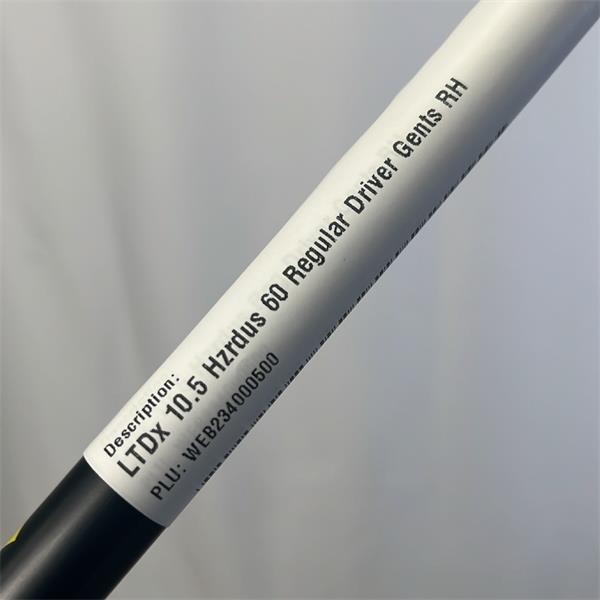 Description:
LTDx 10.5 Hzrdus 60 Regular Driver Gents RH
PLU: WEB234000500